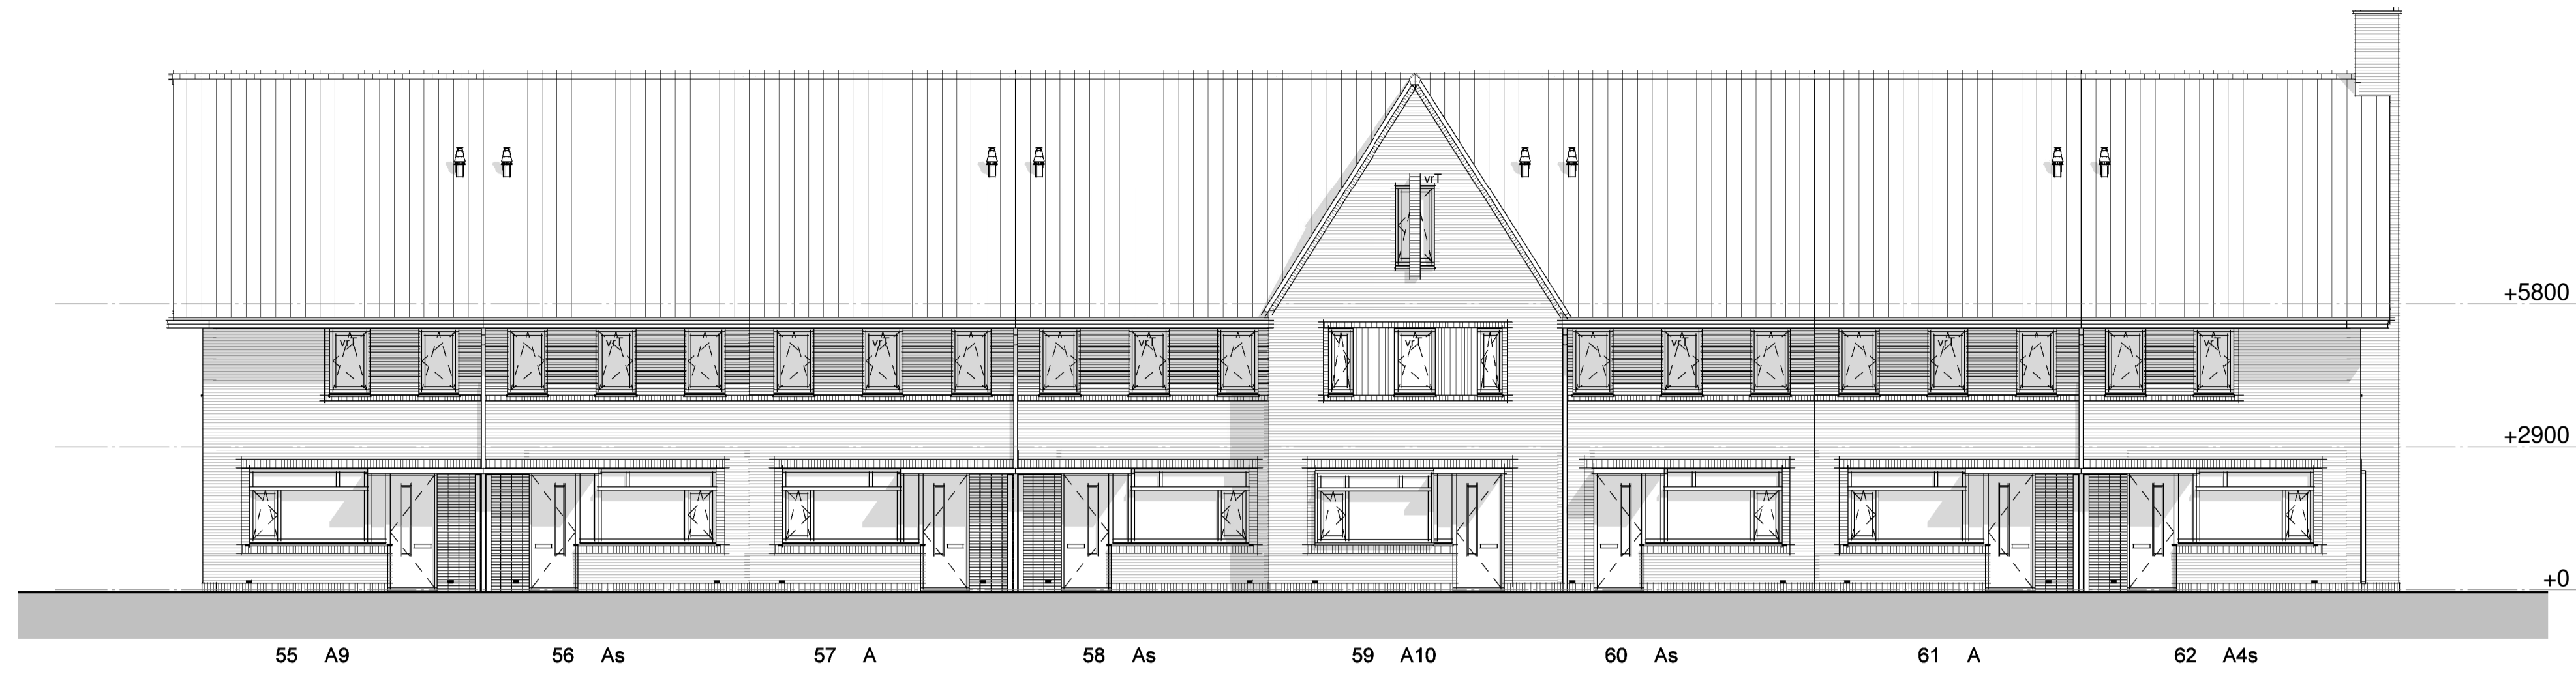 vrT
+5800
vrT vrT vrT vrT vrT vrT vrT vrT
+2900
+0
55 A9 56 As 57 A 58 As 59 A10 60 As 61 A 62 A4s